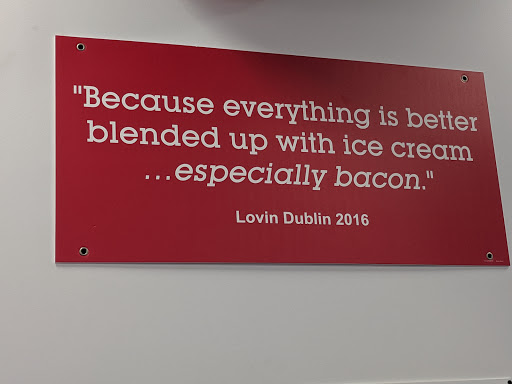 "Because everything is better
blended up with ice cream
...especially bacon."
Lovin Dublin 2016